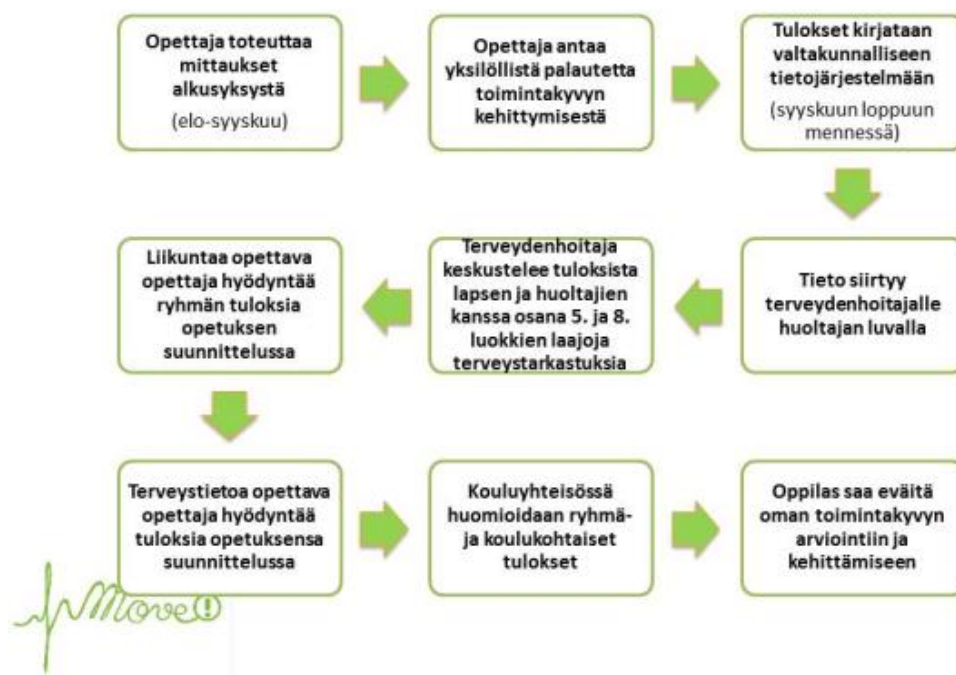 Opettaja toteuttaa
mittaukset
alkusyksystä
(elo-syyskuu)
Opettaja antaa
yksilöllistä palautetta
toimintakyvyn
kehittymisestä
Tulokset kirjataan
valtakunnalliseen
tietojärjestelmään
(syyskuun loppuun
mennessä)
Tieto siirtyy
terveydenhoitajalle
huoltajan luvalla
Terveydenhoitaja
keskustelee tuloksista
lapsen ja huoltajien
kanssa osana 5. ja 8.
luokkien laajoja
terveystarkastuksia
Liikuntaa opettava
opettaja hyödyntää
ryhmän tuloksia
opetuksen
suunnittelussa
Terveystietoa opettava
opettaja hyödyntää
tuloksia opetuksensa
suunnittelussa
Kouluyhteisössä
huomioidaan ryhmä-
ja koulukohtaiset
tulokset
Oppilas saa eväitä
oman toimintakyvyn
arviointiin ja
kehittämiseen
Move!